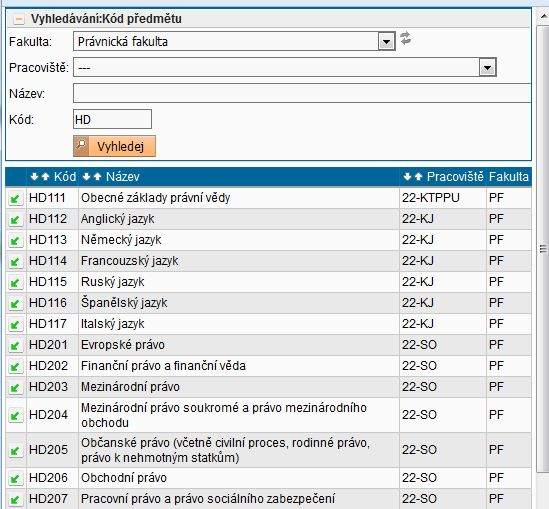 Vyhledávání:Kód předmětu
Fakulta: Právnická fakulta
Pracoviště: ---
Název:
Kód: HD
Vyhledej
Kód Název Pracoviště Fakulta
HD111 Obecné základy právní vědy 22-KTPPU PF
HD112 Anglický jazyk 22-KJ PF
HD113 Německý jazyk 22-KJ PF
HD114 Francouzský jazyk 22-KJ PF
HD115 Ruský jazyk 22-KJ PF
HD116 Španělský jazyk 22-KJ PF
HD117 Italský jazyk 22-KJ PF
HD201 Evropské právo 22-SO PF
HD202 Finanční právo a finanční věda 22-SO PF
HD203 Mezinárodní právo 22-SO PF
HD204 Mezinárodní právo soukromé a právo mezinárodního
obchodu 22-SO PF
HD205 Občanské právo (včetně civilní proces, rodinné právo,
právo k nehmotným statkům) 22-SO PF
HD206 Obchodní právo 22-SO PF
HD207 Pracovní právo a právo sociálního zabezpečení 22-SO PF